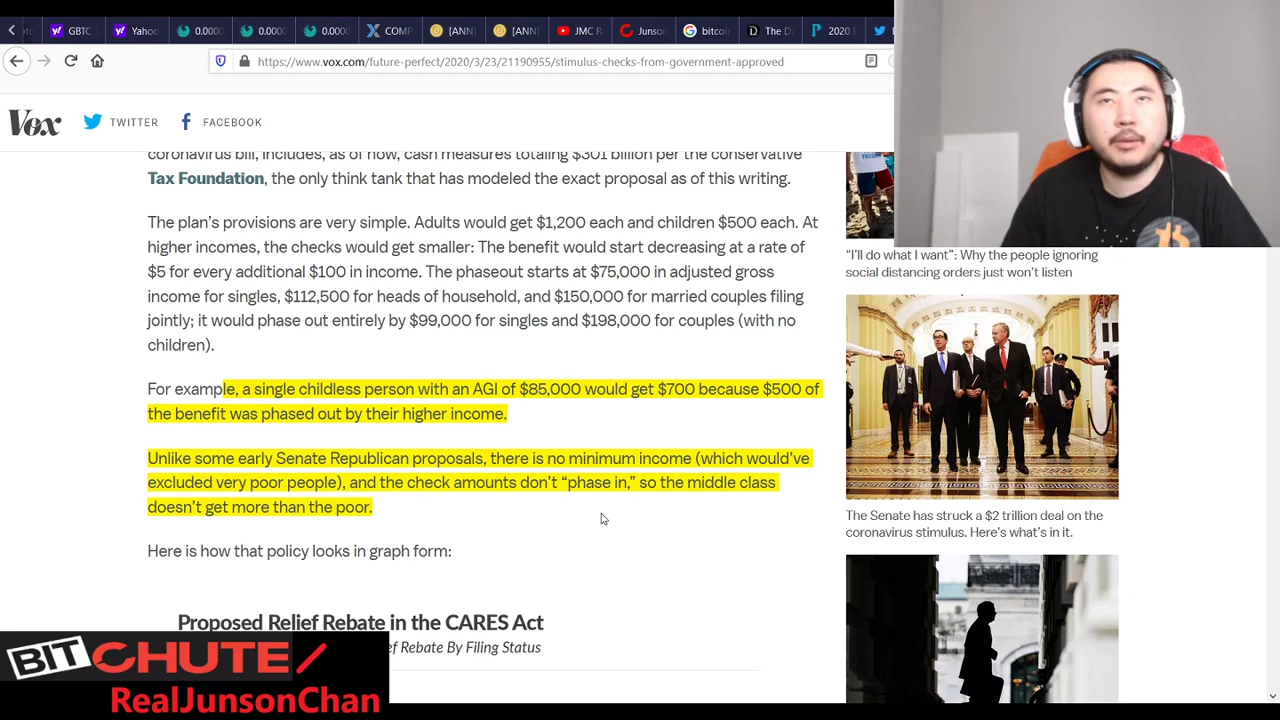 GBTC
Yahoo
0.0000
0.0000
0.0000
COMP
[ANN]
[ANN]
JMC R
Junson
bitcoi
The D
2020 E
https://www.vox.com/future-perfect/2020/3/23/21190955/stimulus-checks-from-government-approved
Vox
TWITTER
FACEBOOK
coronavirus bill, includes, as of now, cash measures totaling $301 billion per the conservative
Tax Foundation, the only think tank that has modeled the exact proposal as of this writing.
The plan’s provisions are very simple. Adults would get $1,200 each and children $500 each. At
higher incomes, the checks would get smaller: The benefit would start decreasing at a rate of
$5 for every additional $100 in income. The phaseout starts at $75,000 in adjusted gross
income for singles, $112,500 for heads of household, and $150,000 for married couples filing
jointly; it would phase out entirely by $99,000 for singles and $198,000 for couples (with no
children).
For example, a single childless person with an AGI of $85,000 would get $700 because $500 of
the benefit was phased out by their higher income.
Unlike some early Senate Republican proposals, there is no minimum income (which would’ve
excluded very poor people), and the check amounts don’t “phase in,” so the middle class
doesn’t get more than the poor.
Here is how that policy looks in graph form:
Proposed Relief Rebate in the CARES Act
ef Rebate By Filing Status
“I’ll do what I want”: Why the people ignoring
social distancing orders just won’t listen
The Senate has struck a $2 trillion deal on the
coronavirus stimulus. Here’s what’s in it.
BITCHUTE/
RealJunsonChan